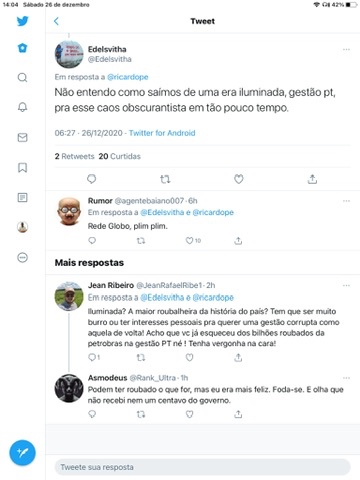 14:04 Sábado 26 de dezembro
42%
Tweet
Edelsvitha
@Edelsvitha
Em resposta a @ricardope
Não entendo como saímos de uma era iluminada, gestão pt,
pra esse caos obscurantista em tão pouco tempo.
06:27 · 26/12/2020 · Twitter for Android
2 Retweets 20 Curtidas
Rumor @agentebaiano007 · 6h
Em resposta a @Edelsvitha e @ricardope
Rede Globo, plim plim.
10
Mais respostas
Jean Ribeiro @JeanRafaelRibe1 · 2h
Em resposta a @Edelsvitha e @ricardope
Iluminada? A maior roubalheira da história do país? Tem que ser muito
burro ou ter interesses pessoais pra querer uma gestão corrupta como
aquela de volta! Acho que vc já esqueceu dos bilhões roubados da
petrobras na gestão PT né ! Tenha vergonha na cara!
1
Asmodeus @Rank_Ultra · 1h
Podem ter roubado o que for, mas eu era mais feliz. Foda-se. E olha que
não recebi nem um centavo do governo.
Tweete sua resposta